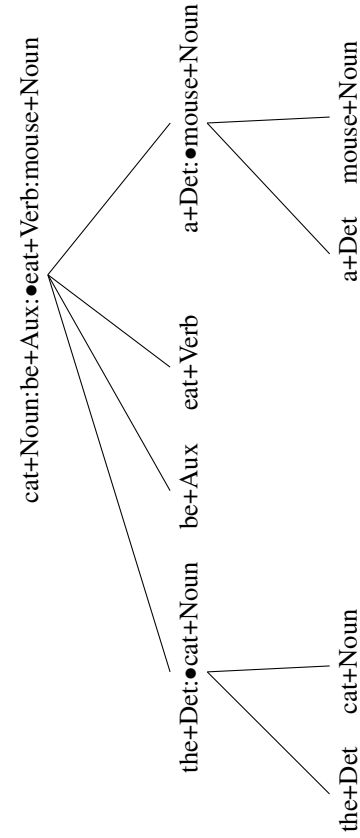 cat+Noun:be+Aux:●eat+Verb:mouse+Noun
the+Det:●cat+Noun
be+Aux
eat+Verb
a+Det:●mouse+Noun
the+Det
cat+Noun
a+Det
mouse+Noun